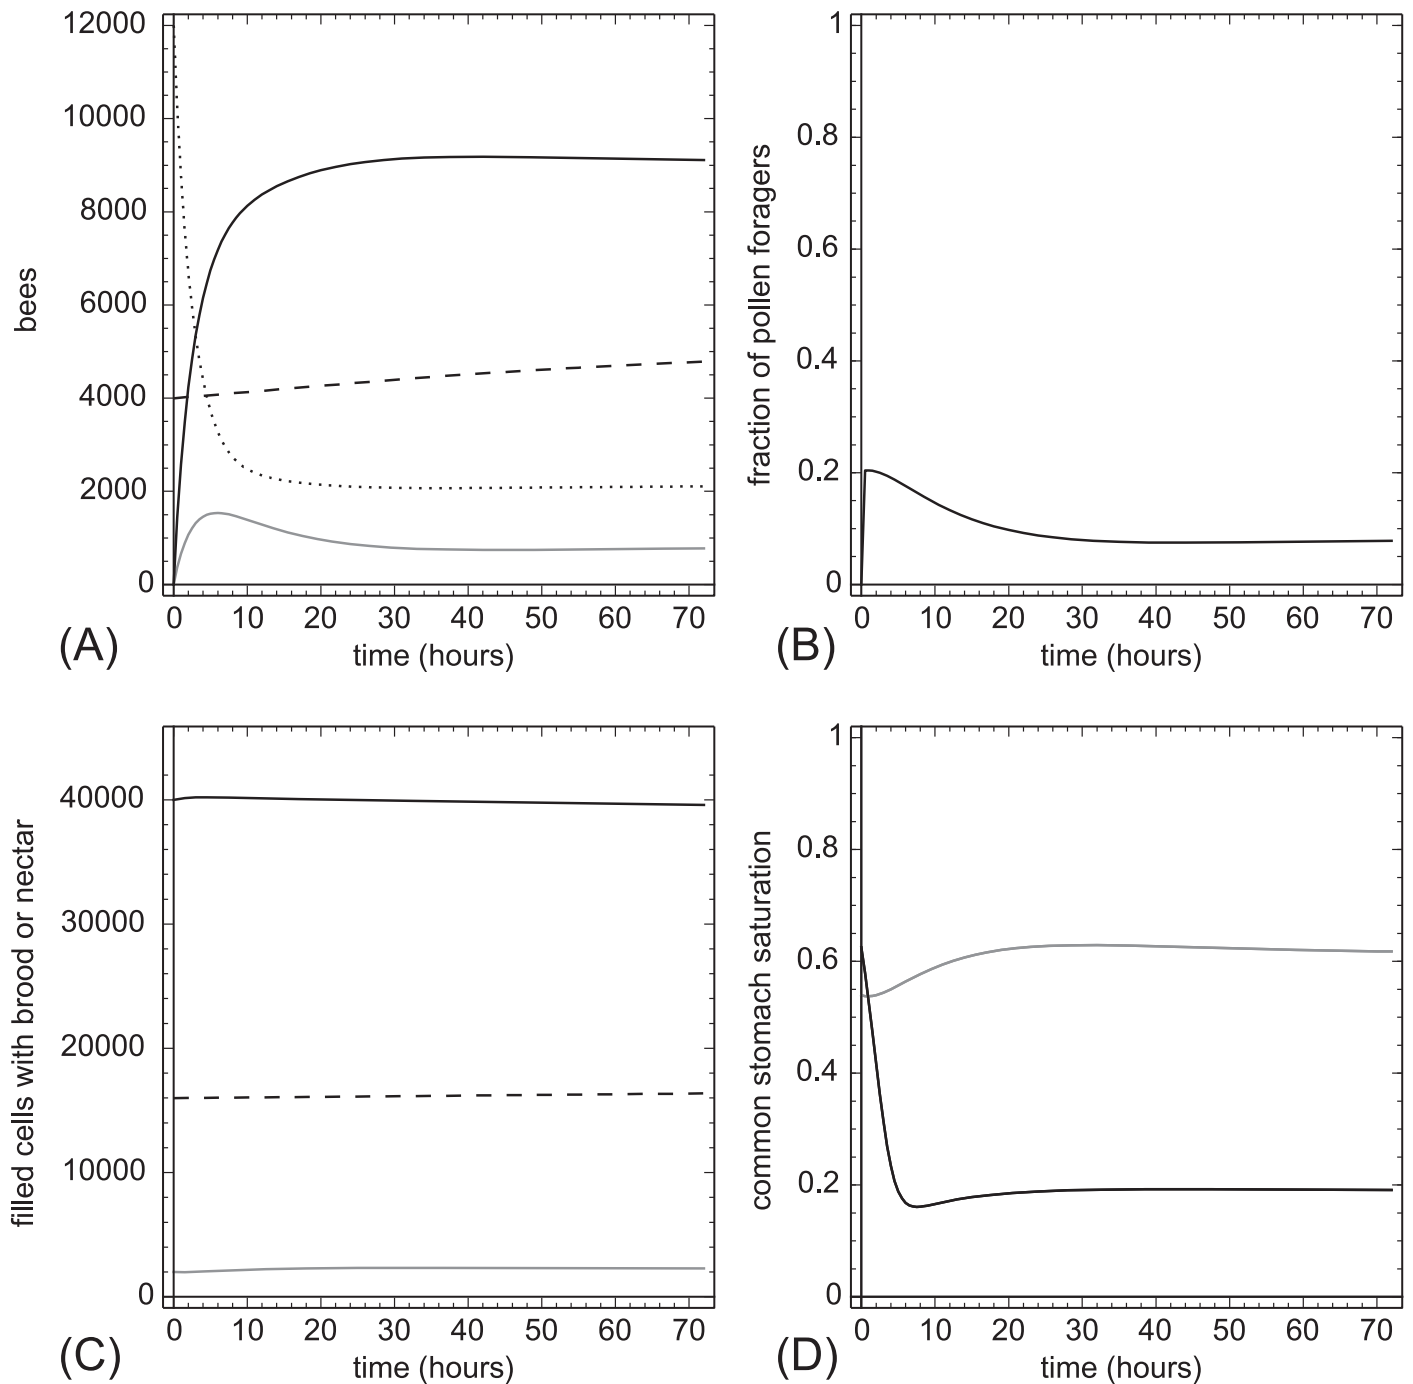 12000
10000
8000
6000
4000
2000
0
bees
0 10 20 30 40 50 60 70
time (hours)
(A)
1
0.8
0.6
0.4
0.2
0
fraction of pollen foragers
0 10 20 30 40 50 60 70
time (hours)
(B)
40000
30000
20000
10000
0
filled cells with brood or nectar
0 10 20 30 40 50 60 70
time (hours)
(C)
1
0.8
0.6
0.4
0.2
0
common stomach saturation
0 10 20 30 40 50 60 70
time (hours)
(D)